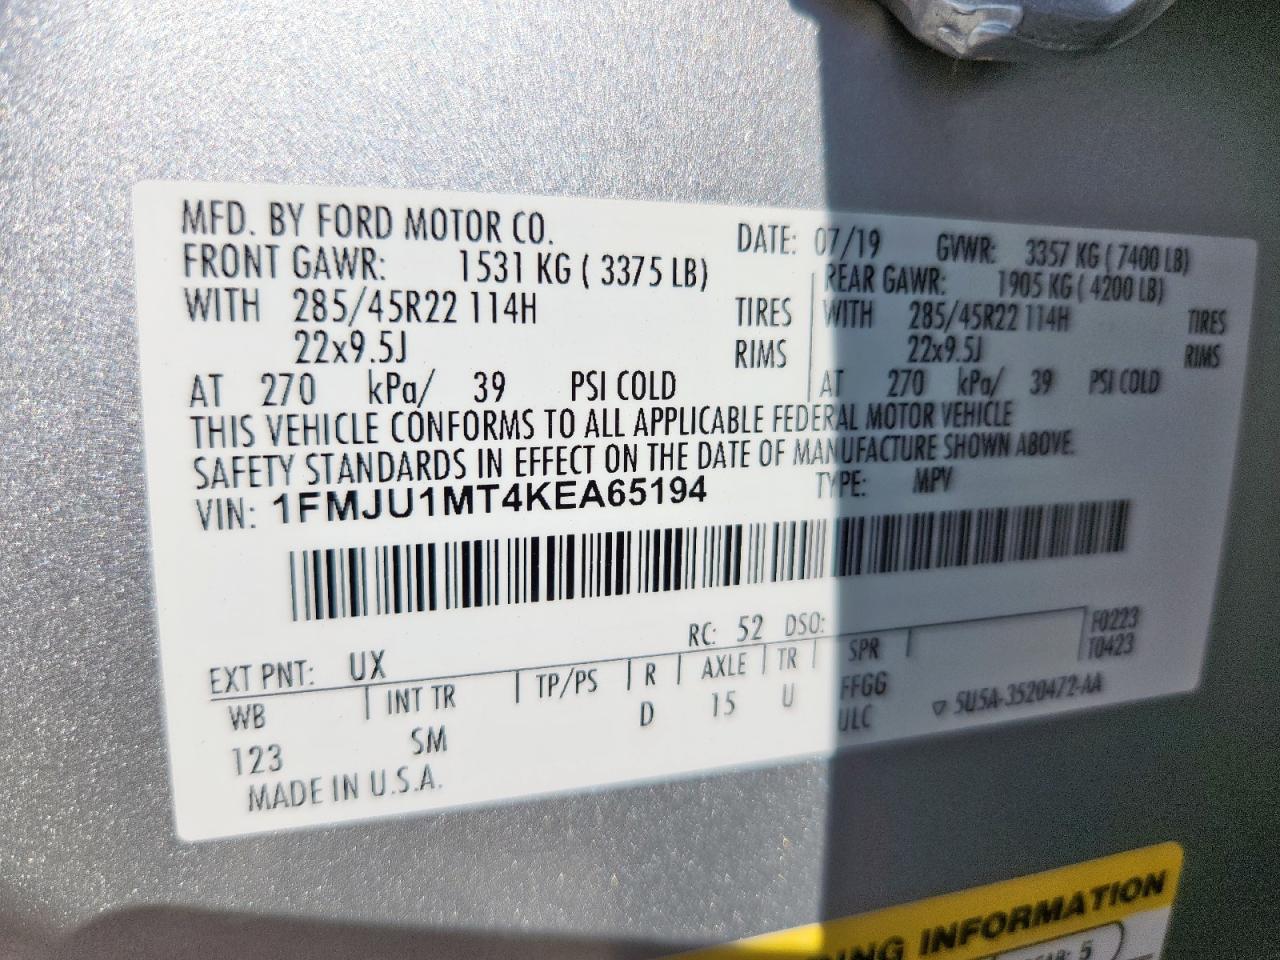 MFD. BY FORD MOTOR CO. DATE: 07/19 GVWR: 3357 KG ( 7400 LB)
FRONT GAWR: 1531 KG ( 3375 LB) REAR GAWR: 1905 KG ( 4200 LB)
WITH 285/45R22 114H TIRES WITH 285/45R22 114H TIRES
22x9.5J RIMS 22x9.5J RIMS
AT 270 kPa/ 39 PSI COLD AT 270 kPa/ 39 PSI COLD
THIS VEHICLE CONFORMS TO ALL APPLICABLE FEDERAL MOTOR VEHICLE
SAFETY STANDARDS IN EFFECT ON THE DATE OF MANUFACTURE SHOWN ABOVE.
VIN: 1FMJU1MT4KEA65194 TYPE: MPV
RC: 52 DSO: F0223
EXT PNT: UX T0423
WB INT TR TP/PS R AXLE TR SPR
123 SM D 15 U FFGG
ULC 5U5A-3520472-AA
MADE IN U.S.A.
INFORMATION
5